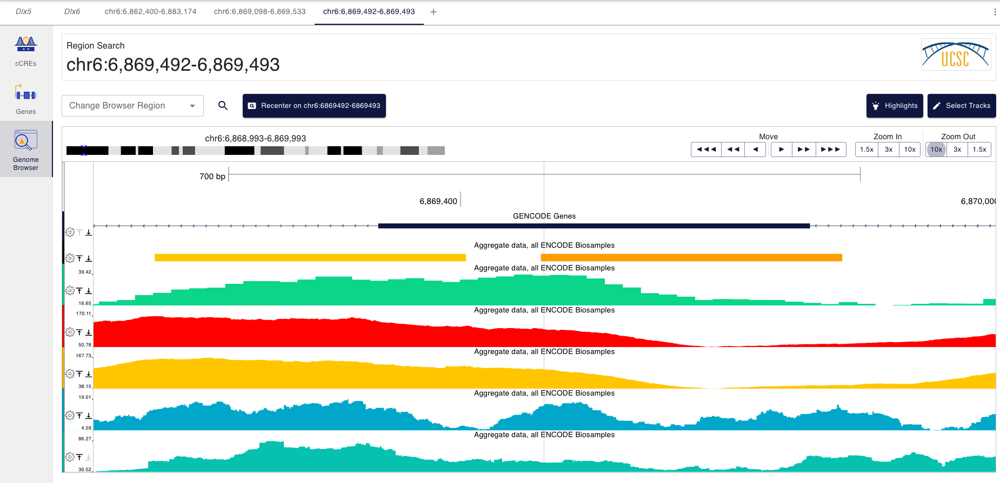 Dlx5 Dlx6 chr6:6,862,400-6,883,174 chr6:6,869,098-6,869,533 chr6:6,869,492-6,869,493 +
cCREs
Genes
Genome
Browser
Region Search
chr6:6,869,492-6,869,493
UCSC
Change Browser Region
Recenter on chr6:6869492-6869493
Highlights
Select Tracks
chr6:6,868,993-6,869,993
Move
Zoom In
1.5x 3x 10x
Zoom Out
10x 3x 1.5x
700 bp
6,869,400
6,870,000
GENCODE Genes
Aggregate data, all ENCODE Biosamples
Aggregate data, all ENCODE Biosamples
39.42
16.65
Aggregate data, all ENCODE Biosamples
170.11
50.78
Aggregate data, all ENCODE Biosamples
167.73
38.15
Aggregate data, all ENCODE Biosamples
19.01
4.59
Aggregate data, all ENCODE Biosamples
86.27
30.52